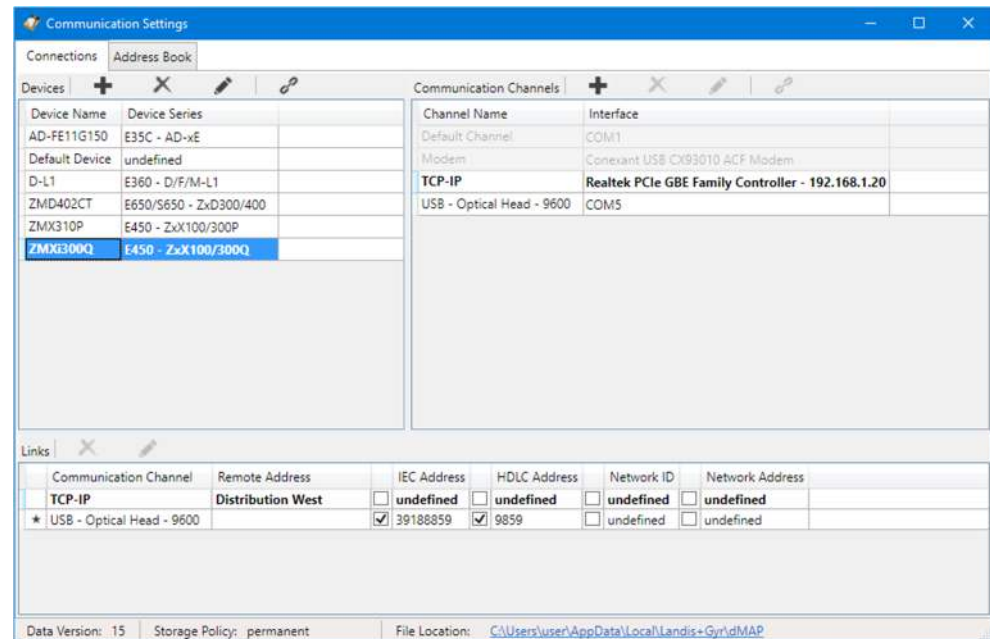 Communication Settings
Connections Address Book
Devices Communication Channels
Device Name Device Series
AD-FE11G150 E35C - AD-xE
Default Device undefined
D-L1 E360 - D/F/M-L1
ZMD402CT E650/S650 - ZxD300/400
ZMX310P E450 - ZxX100/300P
ZMXi300Q E450 - ZxX100/300Q
Channel Name Interface
Default Channel COM1
Modem Conexant USB CX93010 ACF Modem
TCP-IP Realtek PCIe GBE Family Controller - 192.168.1.20
USB - Optical Head - 9600 COM5
Links
Communication Channel Remote Address IEC Address HDLC Address Network ID Network Address
TCP-IP Distribution West undefined undefined undefined undefined
★ USB - Optical Head - 9600 39188859 9859 undefined undefined
Data Version: 15 Storage Policy: permanent File Location: C:\Users\user\AppData\Local\Landis+Gyr\dMAP